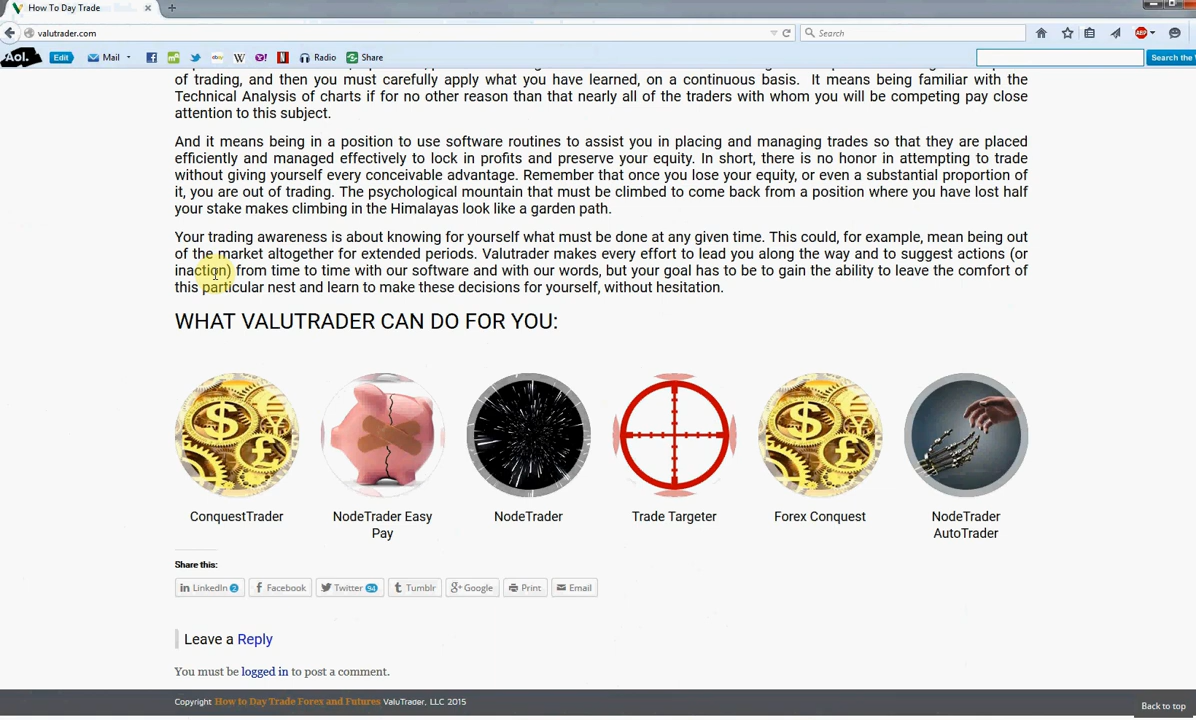 How To Day Trade
valutrader.com
Search
Aol.
Edit
Mail
Radio
Share
Search the
of trading, and then you must carefully apply what you have learned, on a continuous basis. It means being familiar with the
Technical Analysis of charts if for no other reason than that nearly all of the traders with whom you will be competing pay close
attention to this subject.
And it means being in a position to use software routines to assist you in placing and managing trades so that they are placed
efficiently and managed effectively to lock in profits and preserve your equity. In short, there is no honor in attempting to trade
without giving yourself every conceivable advantage. Remember that once you lose your equity, or even a substantial proportion of
it, you are out of trading. The psychological mountain that must be climbed to come back from a position where you have lost half
your stake makes climbing in the Himalayas look like a garden path.
Your trading awareness is about knowing for yourself what must be done at any given time. This could, for example, mean being out
of the market altogether for extended periods. Valutrader makes every effort to lead you along the way and to suggest actions (or
inaction) from time to time with our software and with our words, but your goal has to be to gain the ability to leave the comfort of
this particular nest and learn to make these decisions for yourself, without hesitation.
WHAT VALUTRADER CAN DO FOR YOU:
ConquestTrader
NodeTrader Easy
Pay
NodeTrader
Trade Targeter
Forex Conquest
NodeTrader
AutoTrader
Share this:
LinkedIn 2
Facebook
Twitter 94
Tumblr
Google
Print
Email
Leave a Reply
You must be logged in to post a comment.
Copyright How to Day Trade Forex and Futures ValuTrader, LLC 2015
Back to top